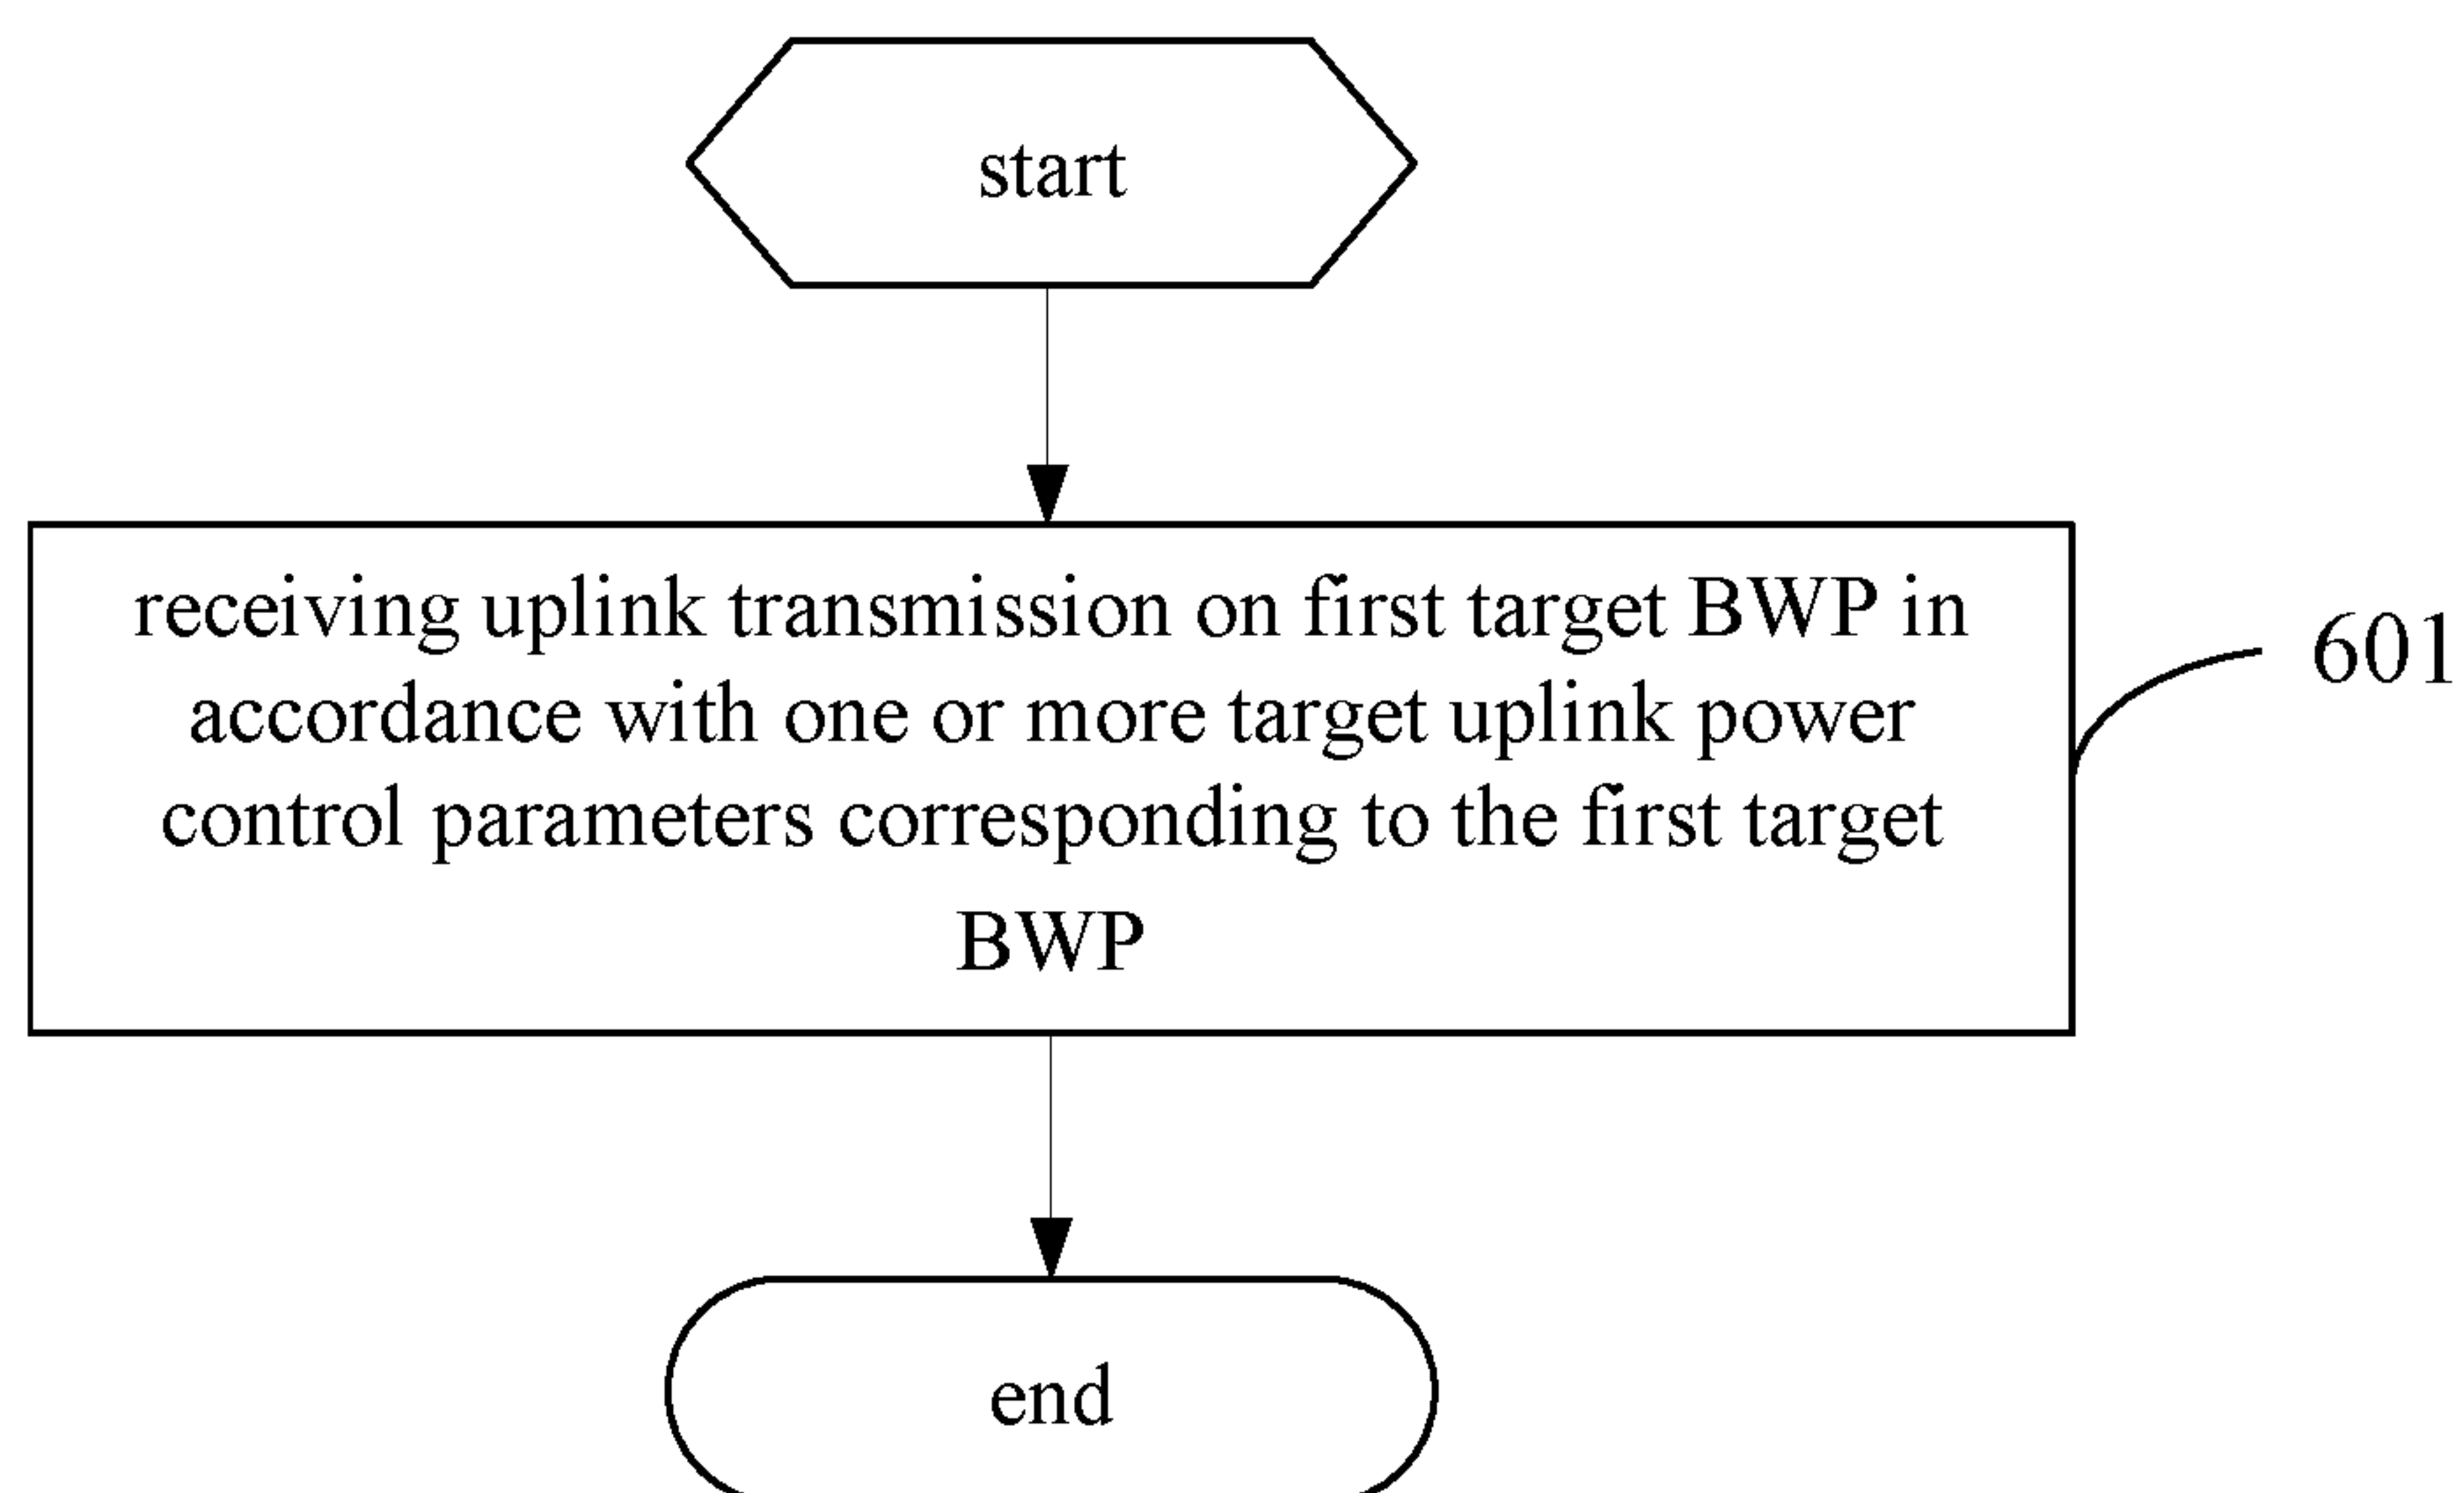 start
receiving uplink transmission on first target BWP in
accordance with one or more target uplink power
control parameters corresponding to the first target
BWP
601
end